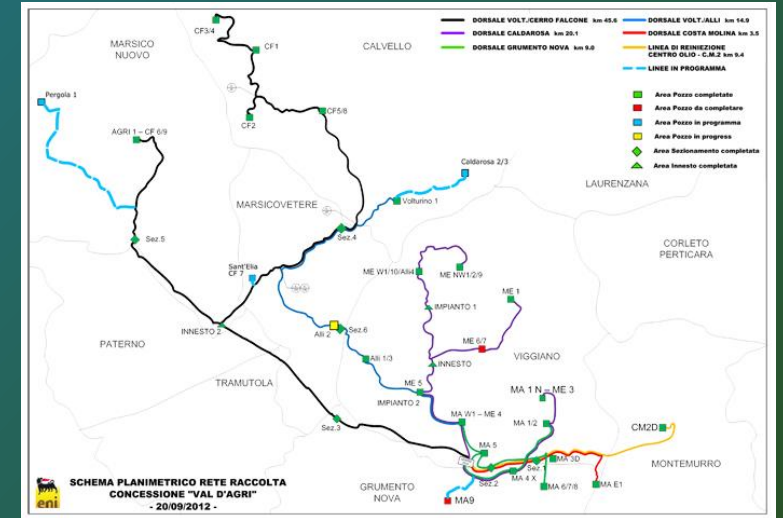 DORSALE VOLT./CERRO FALCONE km 45.6
DORSALE CALDAROSA km 20.1
DORSALE GRUMENTO NOVA km 9.0
DORSALE VOLT./ALLI km 14.9
DORSALE COSTA MOLINA km 3.5
LINEA DI REINIEZIONE
CENTRO OLIO - C.M.2 km 9.4
LINEE IN PROGRAMMA
Area Pozzo completate
Area Pozzo da completare
Area Pozzo in programma
Area Pozzo in progress
Area Sezionamento completata
Area Innesto completata
CF3/4
MARSICO
NUOVO
CF1
CALVELLO
Pergola 1
CF2
CF5/8
AGRI 1 – CF 6/9
Caldarosa 2/3
LAURENZANA
MARSICOVETERE
Volturino 1
Sez.4
Sez.5
CORLETO
PERTICARA
Sant'Elia
CF 7
ME W1/10/Alli4
ME NW1/2/9
ME 1
IMPIANTO 1
INNESTO 2
Alli 2
Sez.6
ME 6/7
PATERNO
Alli 1/3
INNESTO
VIGGIANO
TRAMUTOLA
ME 5
IMPIANTO 2
MA 1 N – ME 3
MA W1 – ME 4
MA 1/2
Sez.3
CM2D
MA 5
Sez.1
MA 3D
MONTEMURRO
Sez.2
MA 4 X
MA 6/7/8
MA E1
GRUMENTO
NOVA
MA9
SCHEMA PLANIMETRICO RETE RACCOLTA
CONCESSIONE "VAL D'AGRI"
- 20/09/2012 -
eni